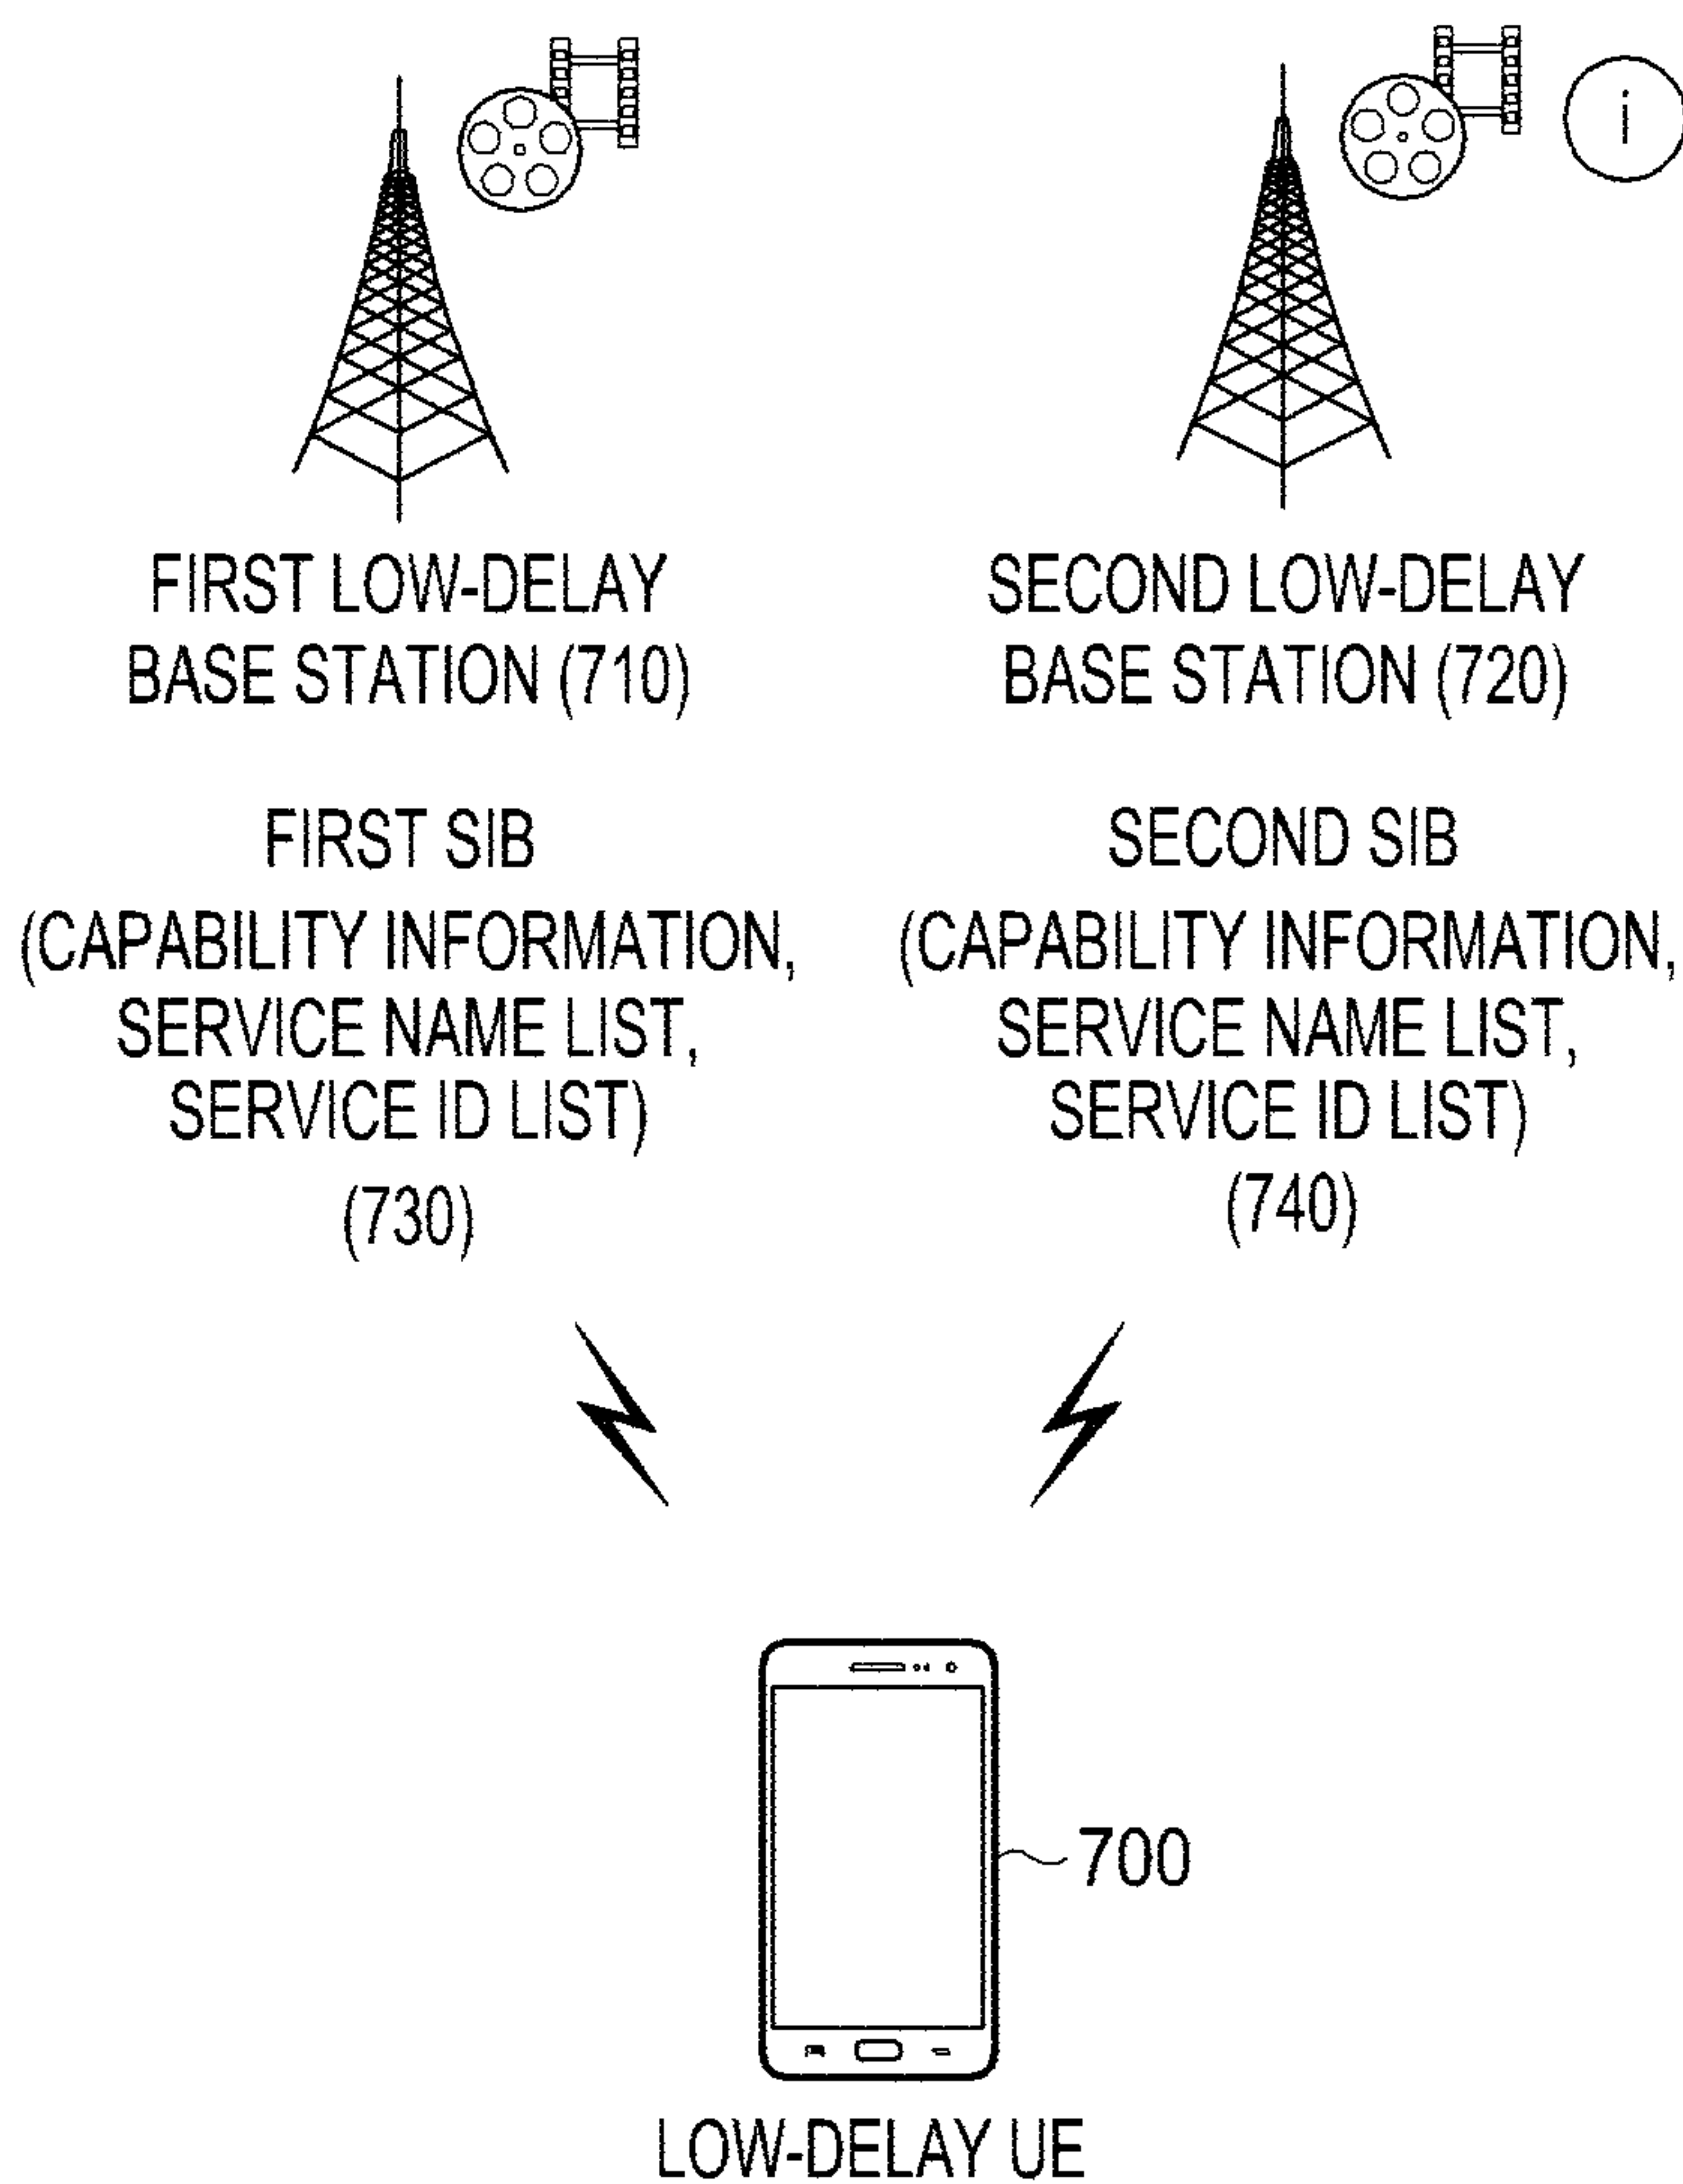 i
FIRST LOW-DELAY
BASE STATION (710)
SECOND LOW-DELAY
BASE STATION (720)
FIRST SIB
(CAPABILITY INFORMATION,
SERVICE NAME LIST,
SERVICE ID LIST)
(730)
SECOND SIB
(CAPABILITY INFORMATION,
SERVICE NAME LIST,
SERVICE ID LIST)
(740)
700
LOW-DELAY UE